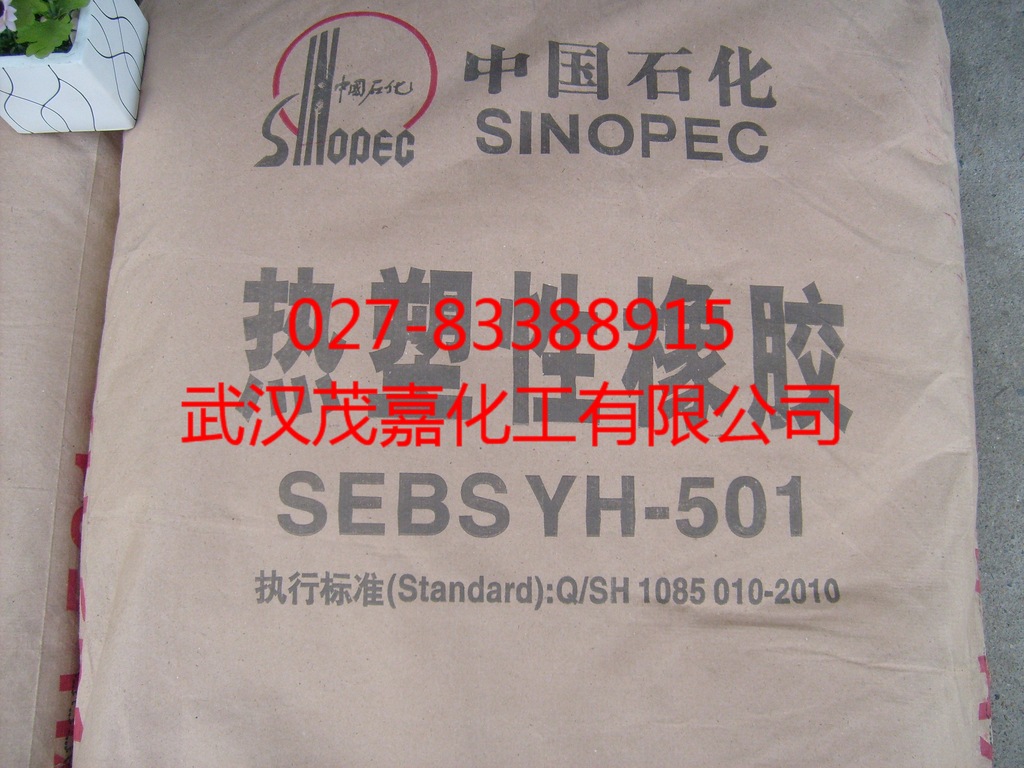 中国石化
SINOPEC
中国石化
SINOPEC
热塑性橡胶
027-83388915
武汉茂嘉化工有限公司
SEBS YH-501
执行标准(Standard):Q/SH 1085 010-2010